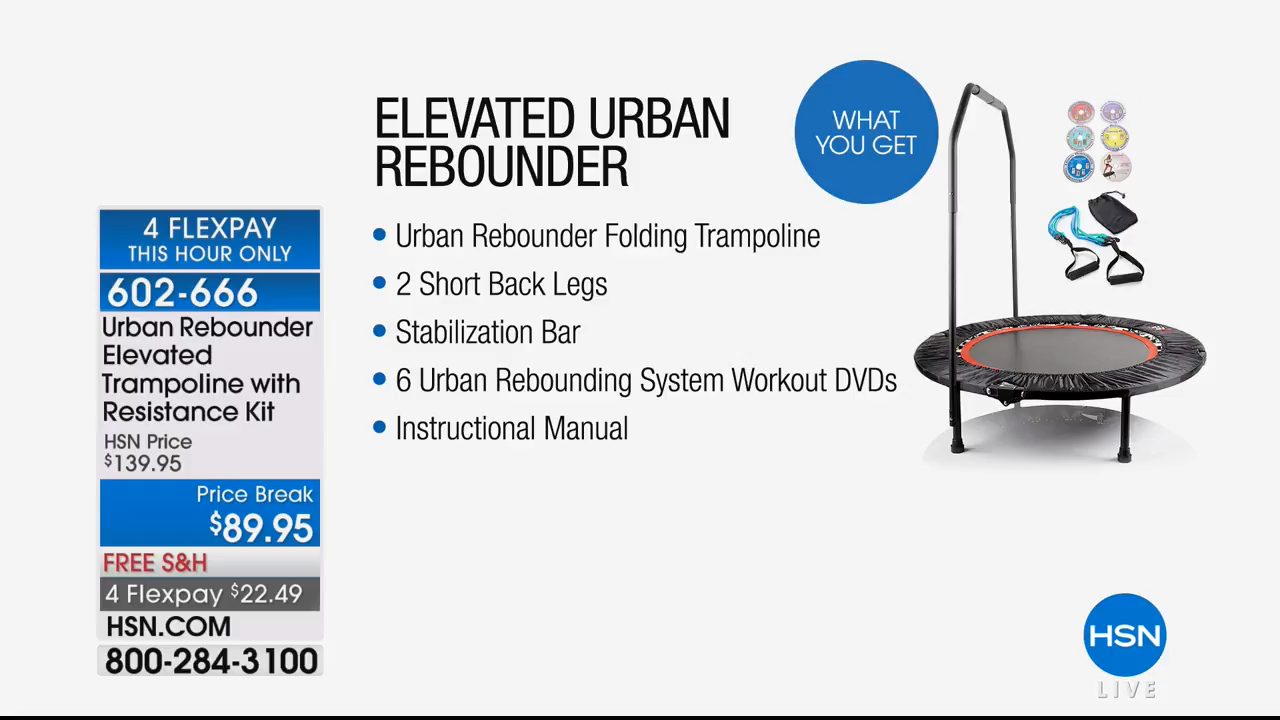 ELEVATED URBAN
REBOUNDER
WHAT
YOU GET
• Urban Rebounder Folding Trampoline
• 2 Short Back Legs
• Stabilization Bar
• 6 Urban Rebounding System Workout DVDs
• Instructional Manual
4 FLEXPAY
THIS HOUR ONLY
602-666
Urban Rebounder
Elevated
Trampoline with
Resistance Kit
HSN Price
$139.95
Price Break
$89.95
FREE S&H
4 Flexpay $22.49
HSN.COM
800-284-3100
HSN
LIVE